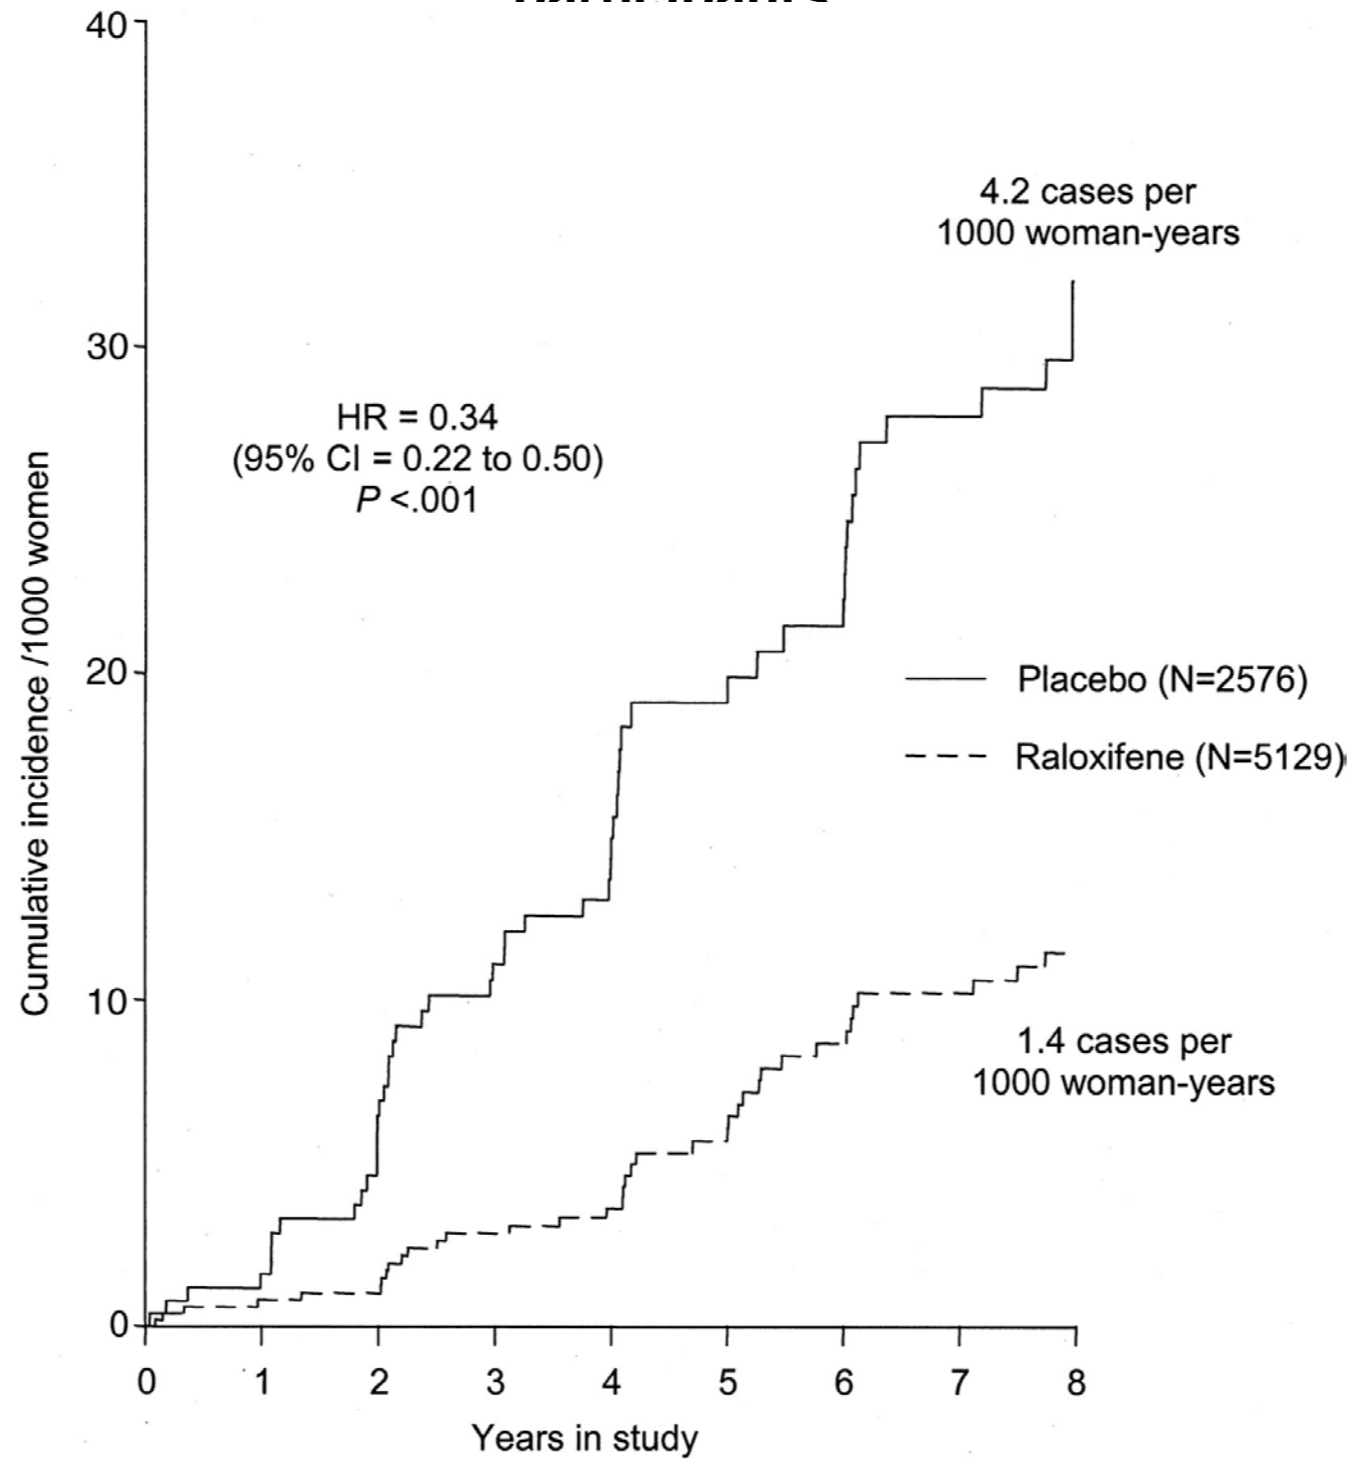 40
4.2 cases per
1000 woman-years
30
HR = 0.34
(95% CI = 0.22 to 0.50)
P <.001
Cumulative incidence /1000 women
20
Placebo (N=2576)
Raloxifene (N=5129)
10
1.4 cases per
1000 woman-years
0
0 1 2 3 4 5 6 7 8
Years in study